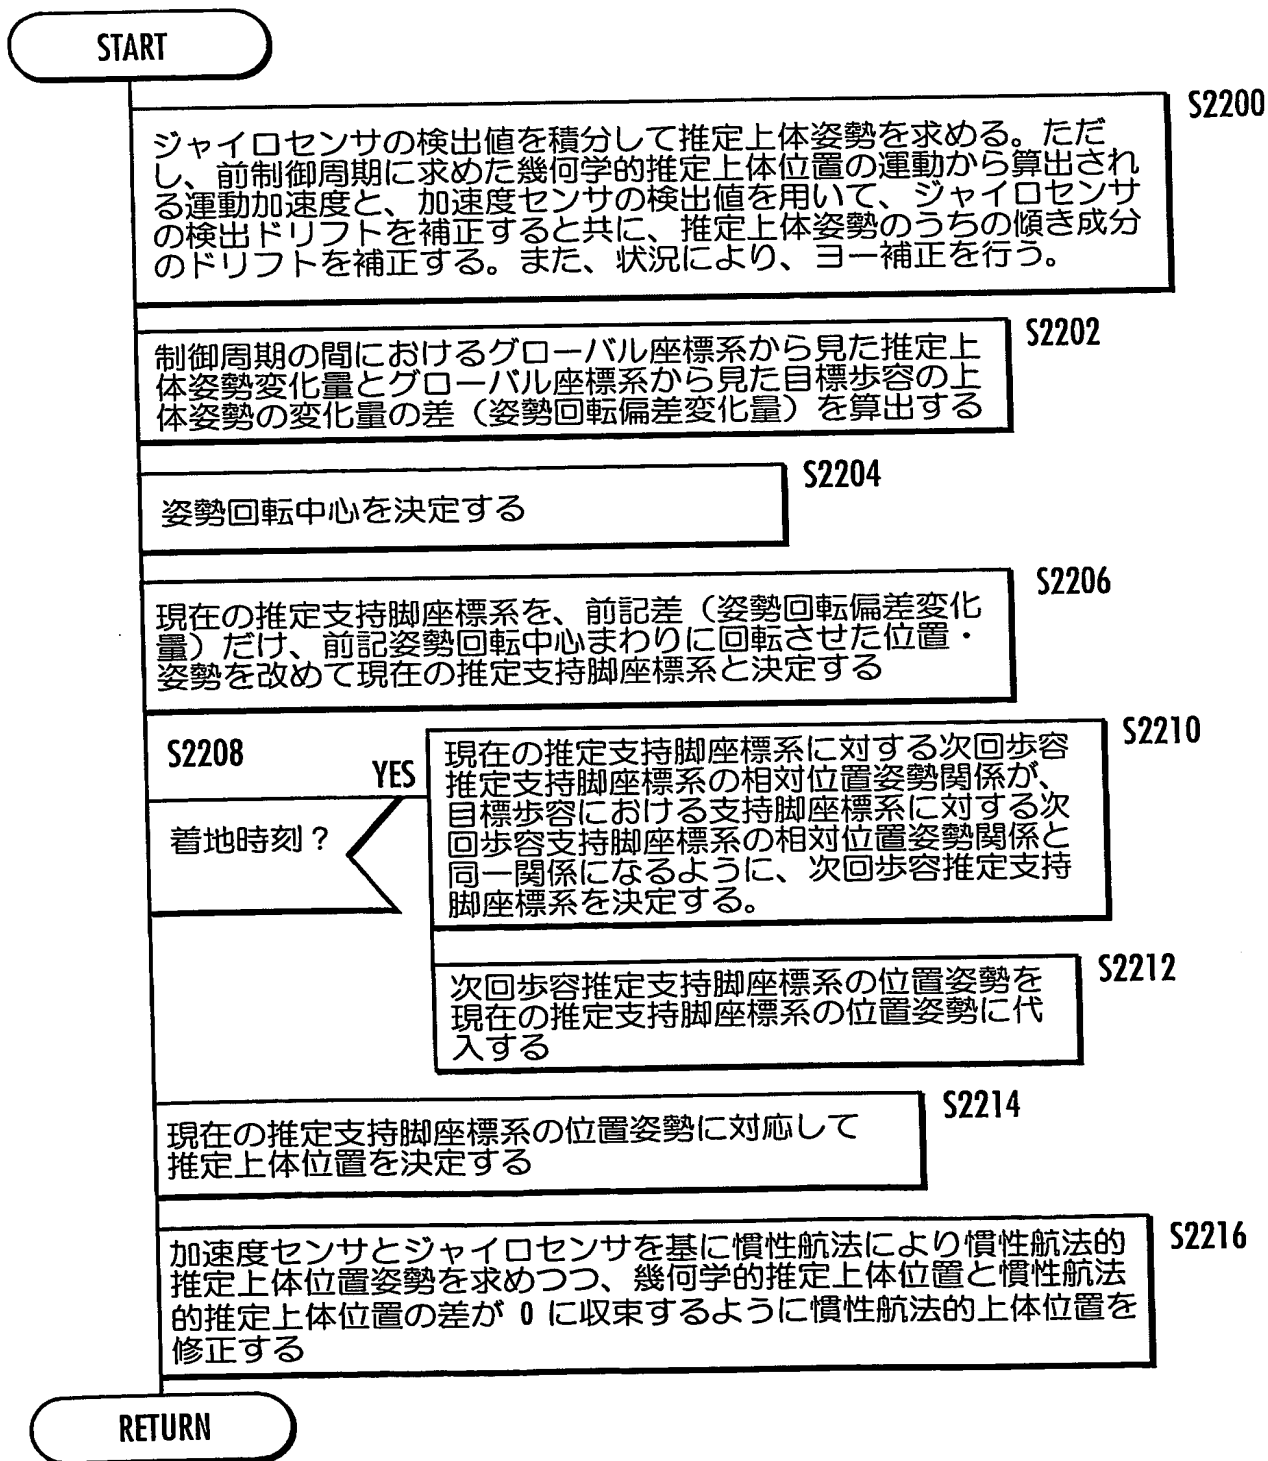 START
S2200
ジャイロセンサの検出値を積分して推定上体姿勢を求める。ただ
し、前制御周期に求めた幾何学的推定上体位置の運動から算出され
る運動加速度と、加速度センサの検出値を用いて、ジャイロセンサ
の検出ドリフトを補正すると共に、推定上体姿勢のうちの傾き成分
のドリフトを補正する。また、状況により、ヨー補正を行う。
S2202
制御周期の間におけるグローバル座標系から見た推定上
体姿勢変化量とグローバル座標系から見た目標歩容の上
体姿勢の変化量の差（姿勢回転偏差変化量）を算出する
S2204
姿勢回転中心を決定する
S2206
現在の推定支持脚座標系を、前記差（姿勢回転偏差変化
量）だけ、前記姿勢回転中心まわりに回転させた位置・
姿勢を改めて現在の推定支持脚座標系と決定する
S2208
着地時刻？
YES
S2210
現在の推定支持脚座標系に対する次回歩容
推定支持脚座標系の相対位置姿勢関係が、
目標歩容における支持脚座標系に対する次
回歩容支持脚座標系の相対位置姿勢関係と
同一関係になるように、次回歩容推定支持
脚座標系を決定する。
S2212
次回歩容推定支持脚座標系の位置姿勢を
現在の推定支持脚座標系の位置姿勢に代
入する
S2214
現在の推定支持脚座標系の位置姿勢に対応して
推定上体位置を決定する
S2216
加速度センサとジャイロセンサを基に慣性航法により慣性航法的
推定上体位置姿勢を求めつつ、幾何学的推定上体位置と慣性航法
的推定上体位置の差が 0 に収束するように慣性航法的上体位置を
修正する
RETURN